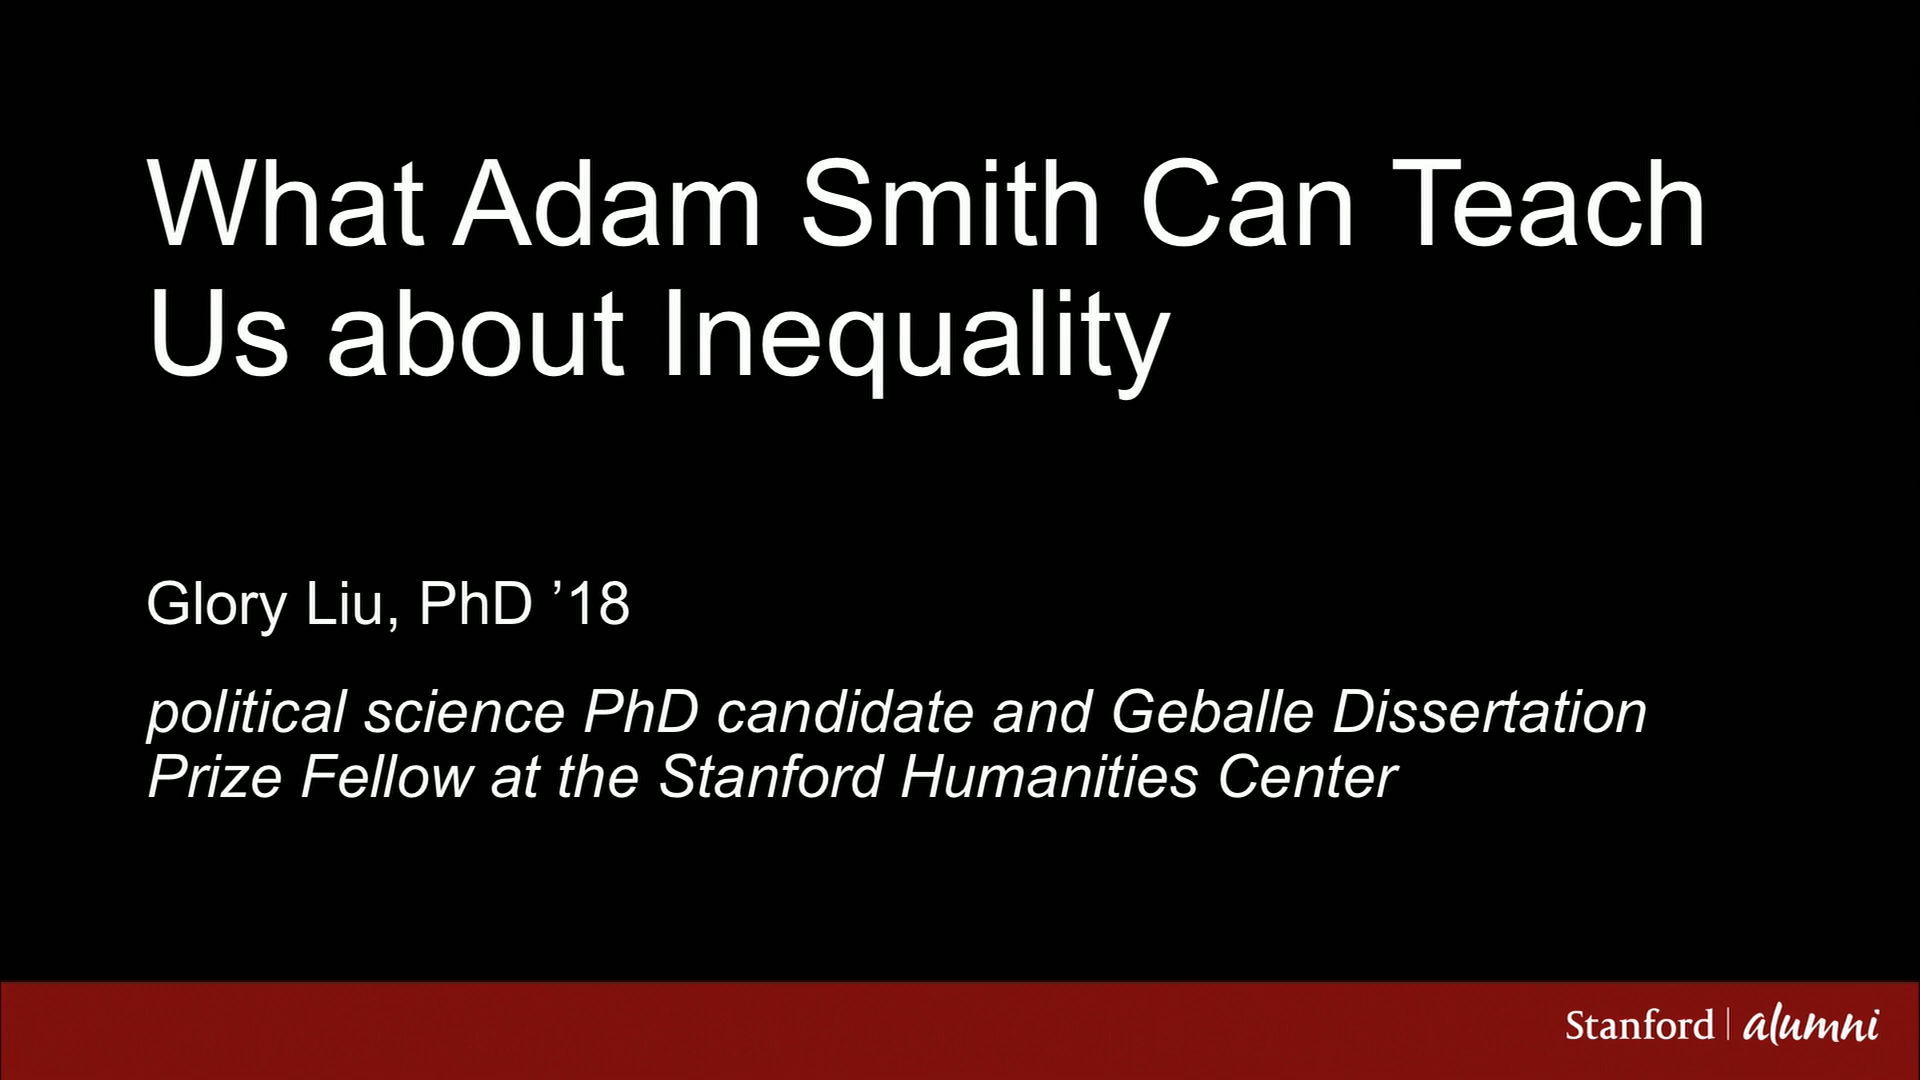 What Adam Smith Can Teach
Us about Inequality
Glory Liu, PhD ’18
political science PhD candidate and Geballe Dissertation
Prize Fellow at the Stanford Humanities Center
Stanford | alumni